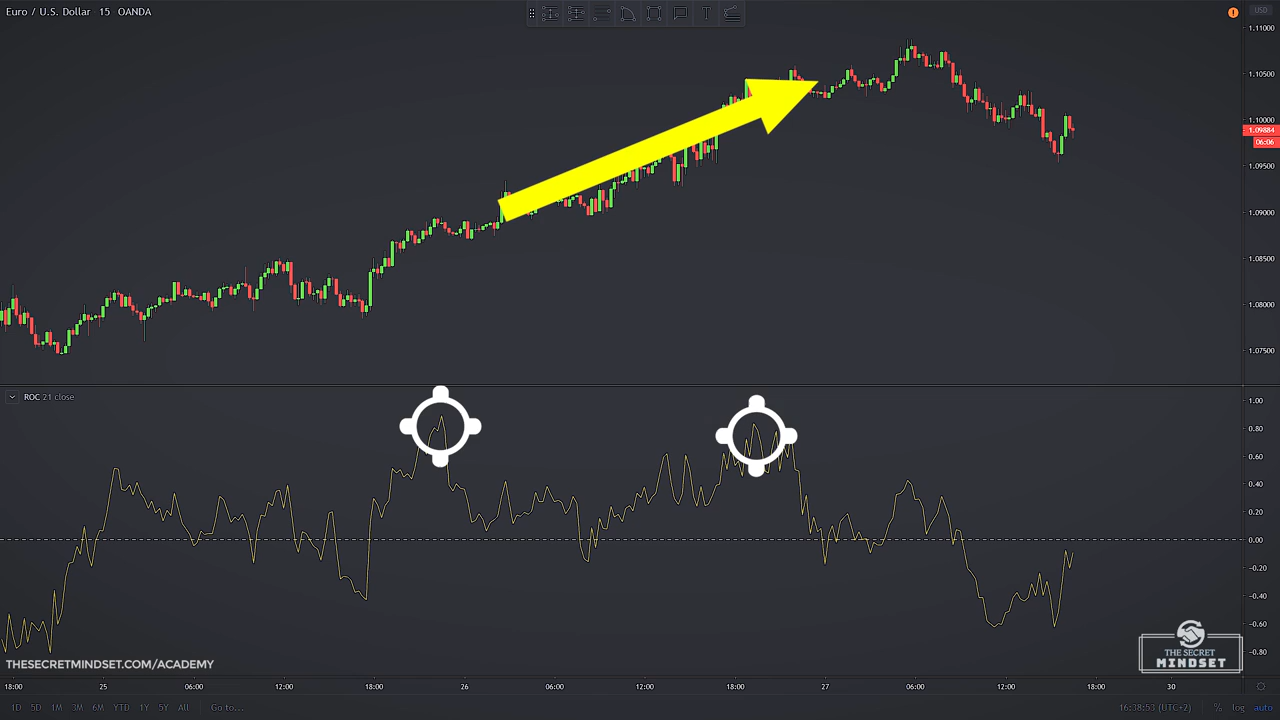 Euro / U.S. Dollar 15 OANDA
T
!
USD
1.11000
1.10500
1.10000
1.09884
06:06
1.09500
1.09000
1.08500
1.08000
1.07500
ROC 21 close
1.00
0.80
0.60
0.40
0.20
0.00
−0.20
−0.40
−0.60
−0.80
THE SECRET
MINDSET
THESECRETMINDSET.COM/ACADEMY
18:00 25 06:00 12:00 18:00 26 06:00 12:00 18:00 27 06:00 12:00 18:00 30
1D 5D 1M 3M 6M YTD 1Y 5Y All Go to... 16:38:53 (UTC+2) % log auto